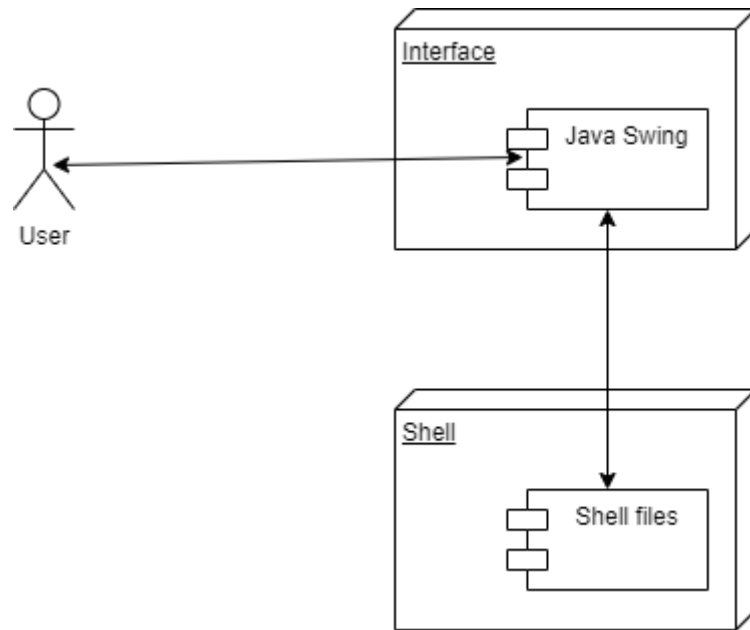 Interface
Java Swing
User
Shell
Shell files